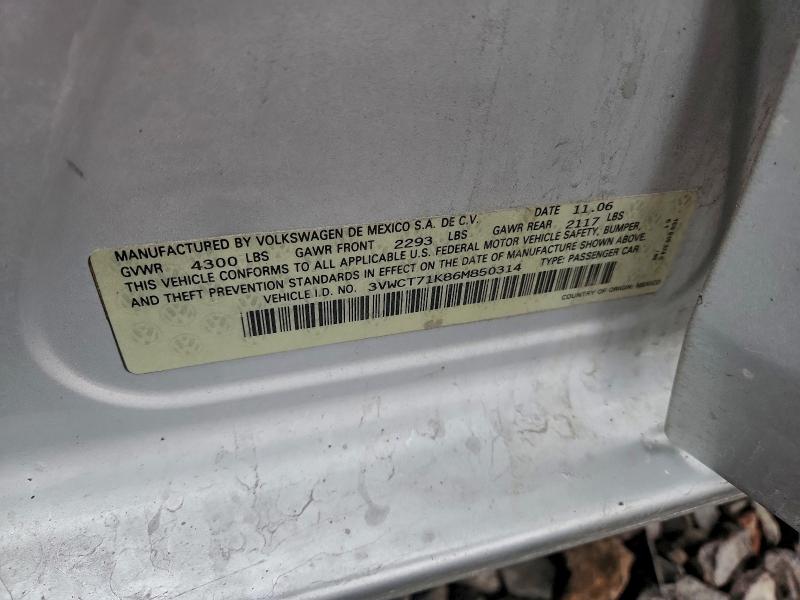 MANUFACTURED BY VOLKSWAGEN DE MEXICO S.A. DE C.V. DATE 11.06
GVWR 4300 LBS GAWR FRONT 2293 LBS GAWR REAR 2117 LBS
THIS VEHICLE CONFORMS TO ALL APPLICABLE U.S. FEDERAL MOTOR VEHICLE SAFETY, BUMPER,
AND THEFT PREVENTION STANDARDS IN EFFECT ON THE DATE OF MANUFACTURE SHOWN ABOVE.
VEHICLE I.D. NO. 3VWCT71K86M850314 TYPE: PASSENGER CAR
COUNTRY OF ORIGIN: MEXICO